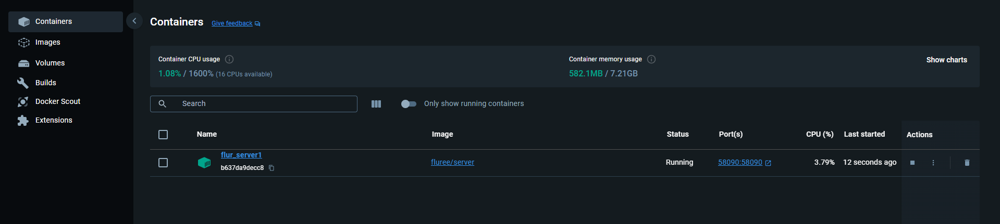 Containers
Images
Volumes
Builds
Docker Scout
Extensions
Containers Give feedback
Container CPU usage
1.08% / 1600% (16 CPUs available)
Container memory usage
582.1MB / 7.21GB
Show charts
Search
Only show running containers
Name Image Status Port(s) CPU (%) Last started Actions
flur_server1
b637da9decc8
fluree/server Running 58090:58090 3.79% 12 seconds ago